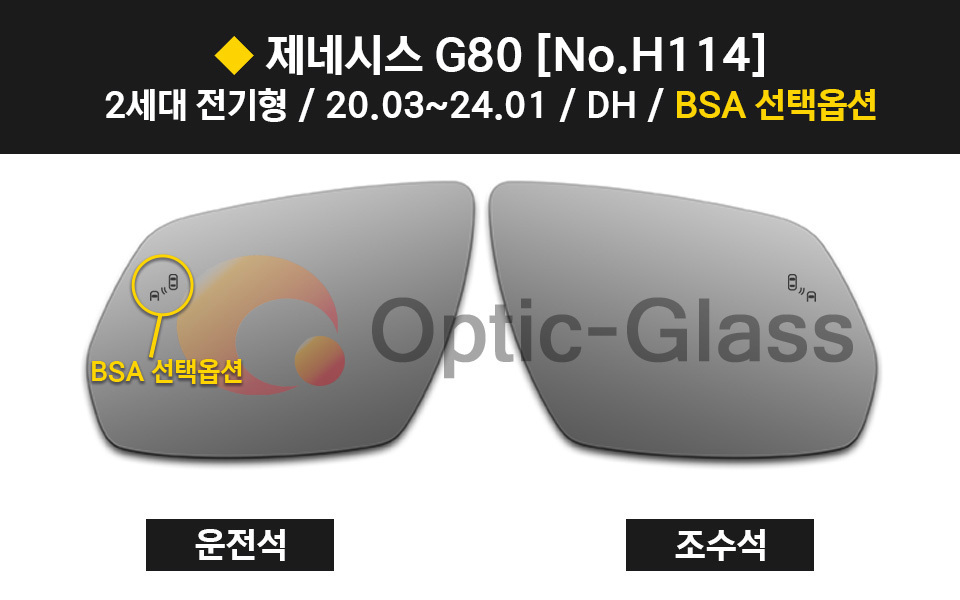 ◆ 제네시스 G80 [No.H114]
2세대 전기형 / 20.03~24.01 / DH / BSA 선택옵션
Optic-Glass
BSA 선택옵션
운전석
조수석